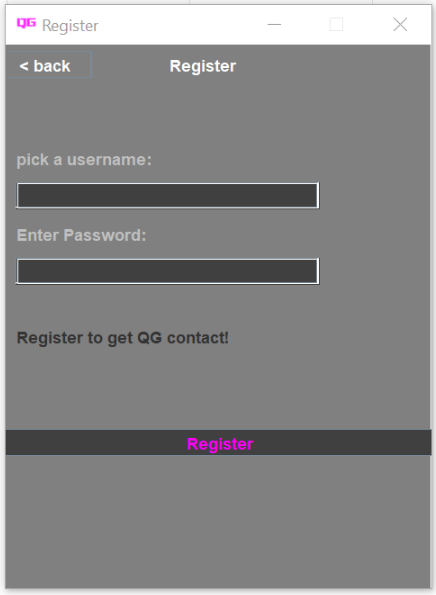 QG Register
< back
Register
pick a username:
Enter Password:
Register to get QG contact!
Register